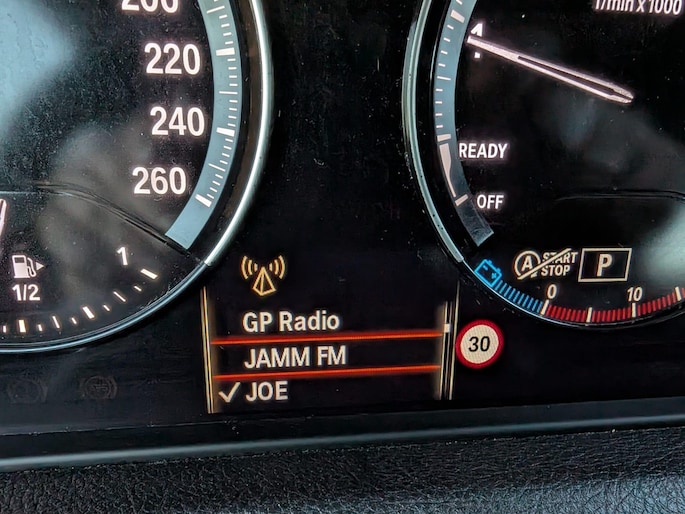 200
220
240
260
1/min x 1000
1
READY
OFF
1/2
1
A START
STOP
P
0
10
GP Radio
JAMM FM
JOE
30